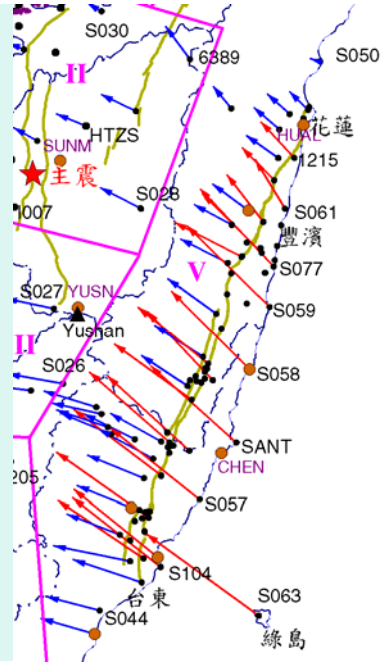 S030
S050
6389
II
HTZS
花蓮
HUAL
SUNM
1215
主震
S028
I007
S061
豐濱
V
S077
YUSN
S027
S059
Yushan
II
S026
S058
SANT
CHEN
205
S057
S104
台東
S063
S044
綠島